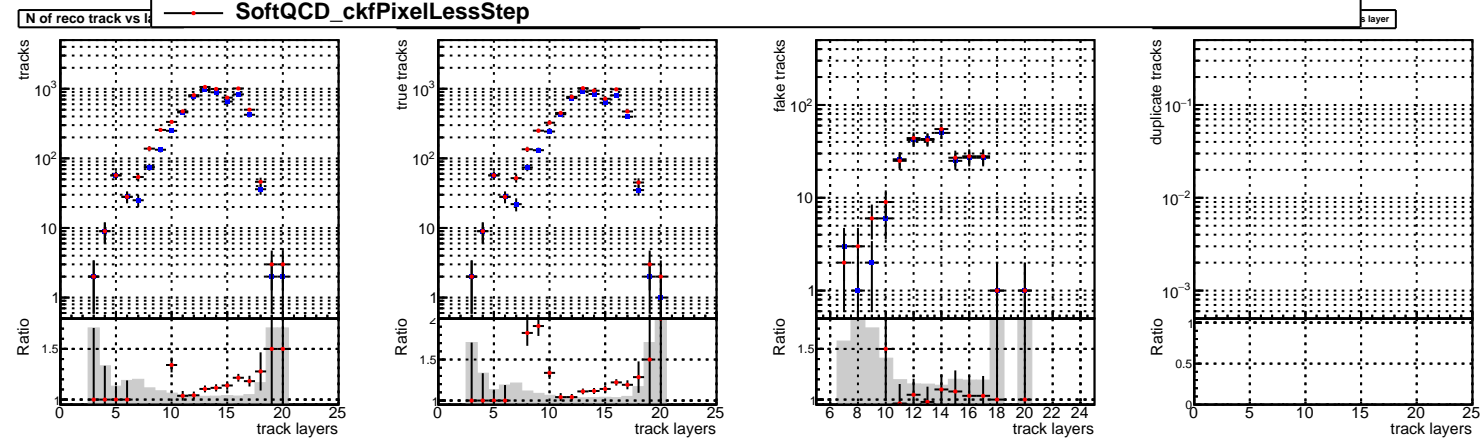 SoftQCD_ckfPixelLessStep
N of reco track vs la
s layer
tracks
10³
10²
10
1
Ratio
1.5
1
0 5 10 15 20 25
track layers
true tracks
10³
10²
10
1
Ratio
2
1.5
1
0 5 10 15 20 25
track layers
fake tracks
10²
10
1
Ratio
1.5
1
6 8 10 12 14 16 18 20 22 24
track layers
duplicate tracks
10⁻¹
10⁻²
10⁻³
Ratio
1
0.5
0
0 5 10 15 20 25
track layers